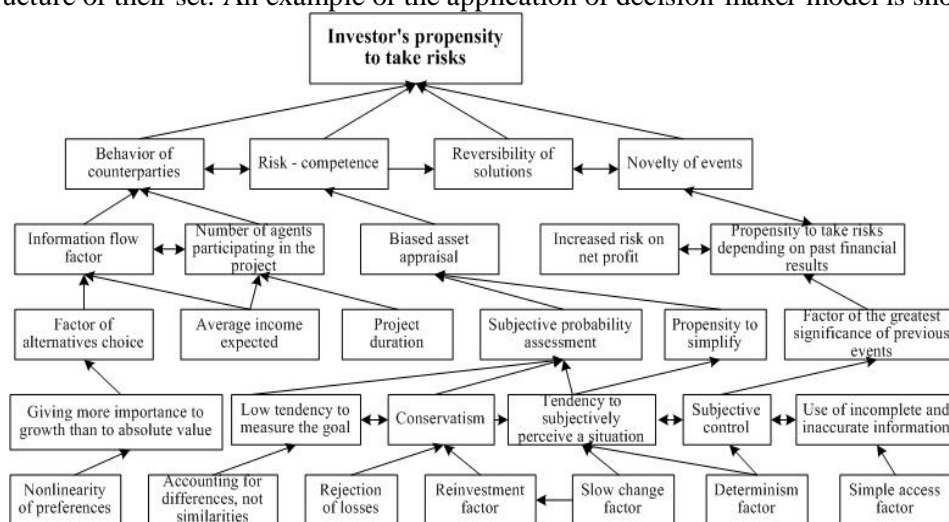 ucture of their set. An example of the application of decision-maker model is sho
Investor's propensity
to take risks
Behavior of
counterparties
Risk - competence
Reversibility of
solutions
Novelty of events
Information flow
factor
Number of agents
participating in the
project
Biased asset
appraisal
Increased risk on
net profit
Propensity to take risks
depending on past financial
results
Factor of
alternatives choice
Average income
expected
Project
duration
Subjective probability
assessment
Propensity to
simplify
Factor of the greatest
significance of previous
events
Giving more importance to
growth than to absolute value
Low tendency to
measure the goal
Conservatism
Tendency to
subjectively
perceive a situation
Subjective
control
Use of incomplete and
inaccurate information
Nonlinearity
of preferences
Accounting for
differences, not
similarities
Rejection
of losses
Reinvestment
factor
Slow change
factor
Determinism
factor
Simple access
factor